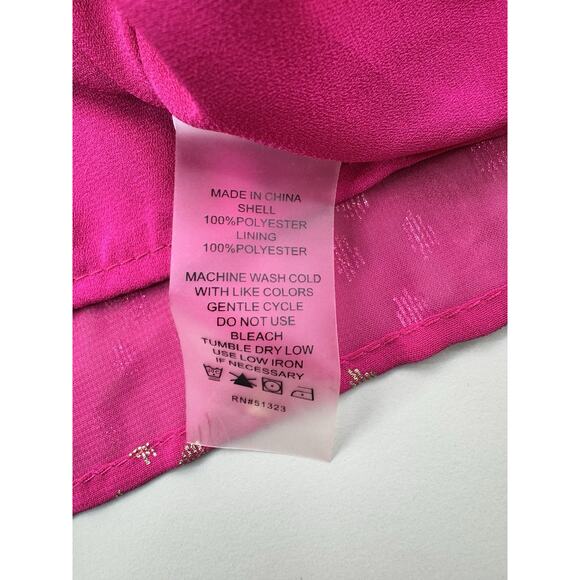 MADE IN CHINA
SHELL
100%POLYESTER
LINING
100%POLYESTER
MACHINE WASH COLD
WITH LIKE COLORS
GENTLE CYCLE
DO NOT USE
BLEACH
TUMBLE DRY LOW
USE LOW IRON
IF NECESSARY
RN#51323